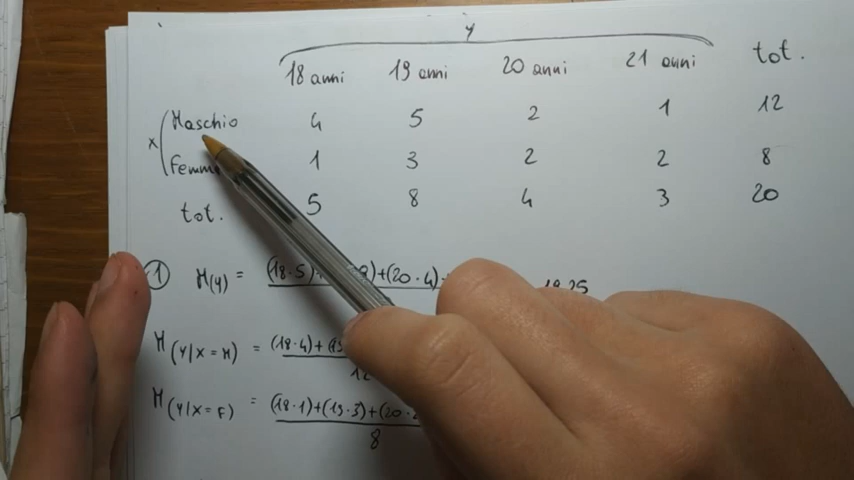 y
18 anni 19 anni 20 anni 21 anni tot.
x Maschio 4 5 2 1 12
Femm 1 3 2 2 8
tot. 5 8 4 3 20
1 M(y) = (18·5)+ )+(20·4)+
M(Y/X=M) = (18·4)+(19
12
M(Y/X=F) = (18·1)+(19·3)+(20·2
8